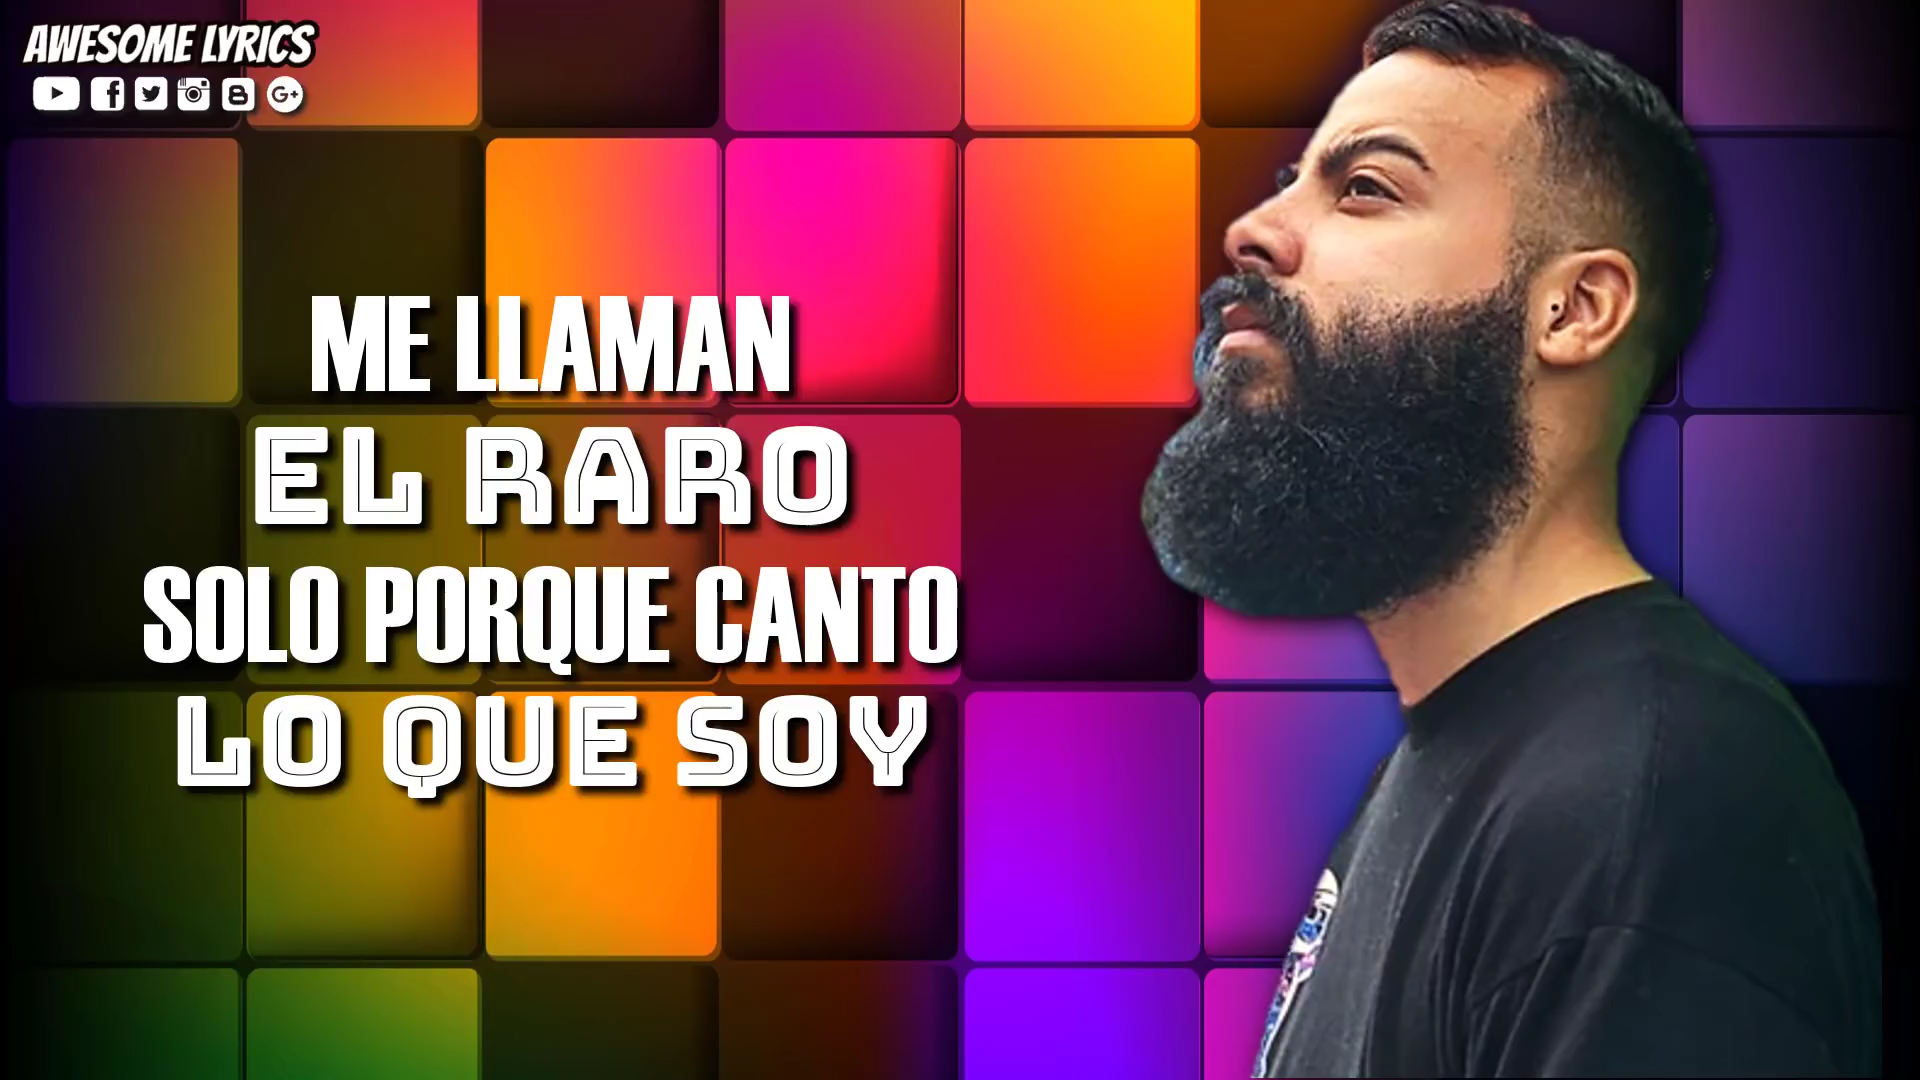 AWESOME LYRICS
ME LLAMAN
EL RARO
SOLO PORQUE CANTO
LO QUE SOY